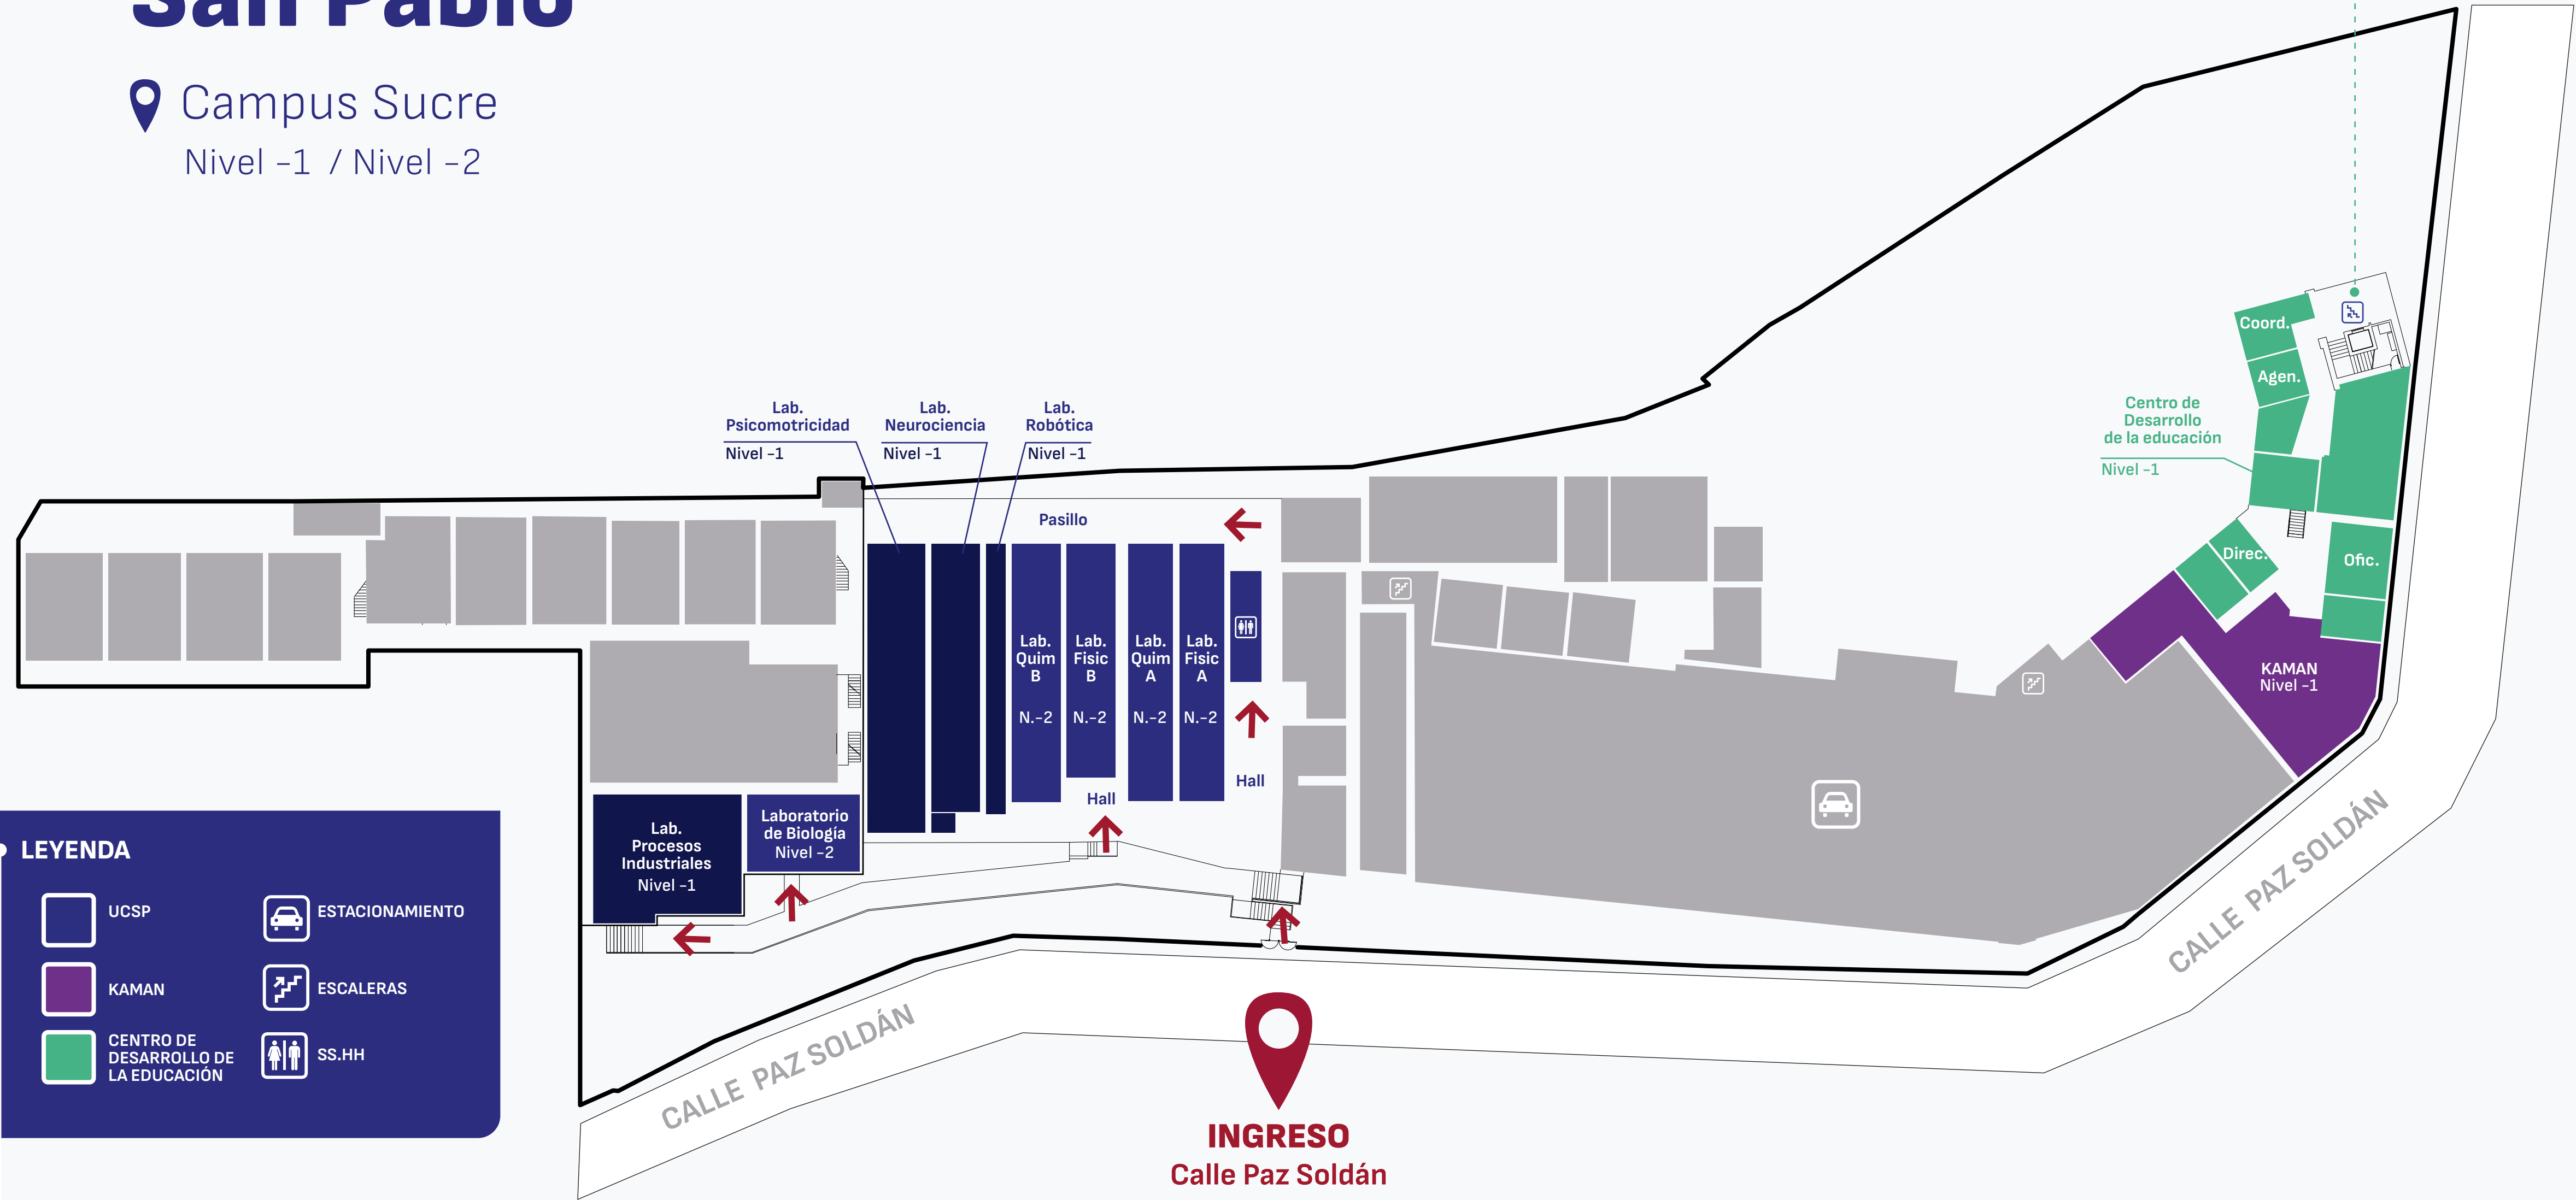 San Pablo
Campus Sucre
Nivel -1 / Nivel -2
Lab.
Psicomotricidad
Nivel -1
Lab.
Neurociencia
Nivel -1
Lab.
Robótica
Nivel -1
Pasillo
Lab.
Quim
B
N.-2
Lab.
Fisic
B
N.-2
Lab.
Quim
A
N.-2
Lab.
Fisic
A
N.-2
Hall
Hall
Lab.
Procesos
Industriales
Nivel -1
Laboratorio
de Biología
Nivel -2
Coord.
Agen.
Centro de
Desarrollo
de la educación
Nivel -1
Direc.
Ofic.
KAMAN
Nivel -1
LEYENDA
UCSP
KAMAN
CENTRO DE
DESARROLLO DE
LA EDUCACIÓN
ESTACIONAMIENTO
ESCALERAS
SS.HH
CALLE PAZ SOLDÁN
CALLE PAZ SOLDÁN
INGRESO
Calle Paz Soldán